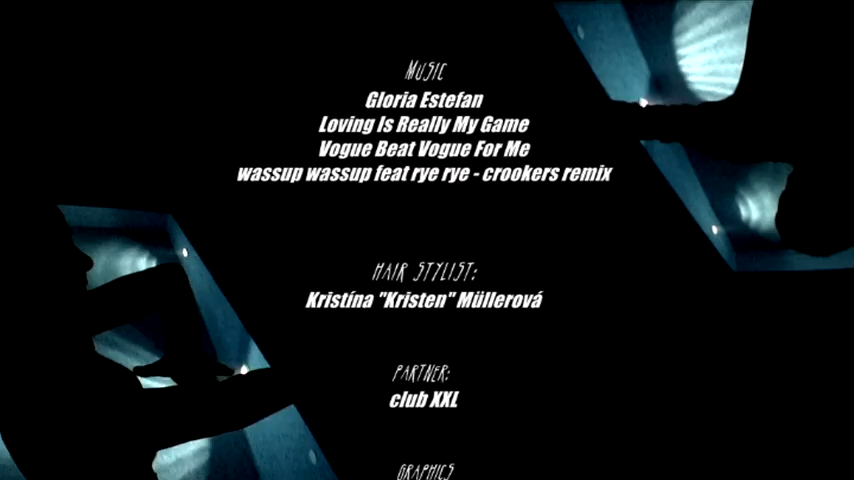 Music
Gloria Estefan
Loving Is Really My Game
Vogue Beat Vogue For Me
wassup wassup feat rye rye - crookers remix
HAIR STYLIST:
Kristína "Kristen" Müllerová
PARTNER:
club XXL
GRAPHICS